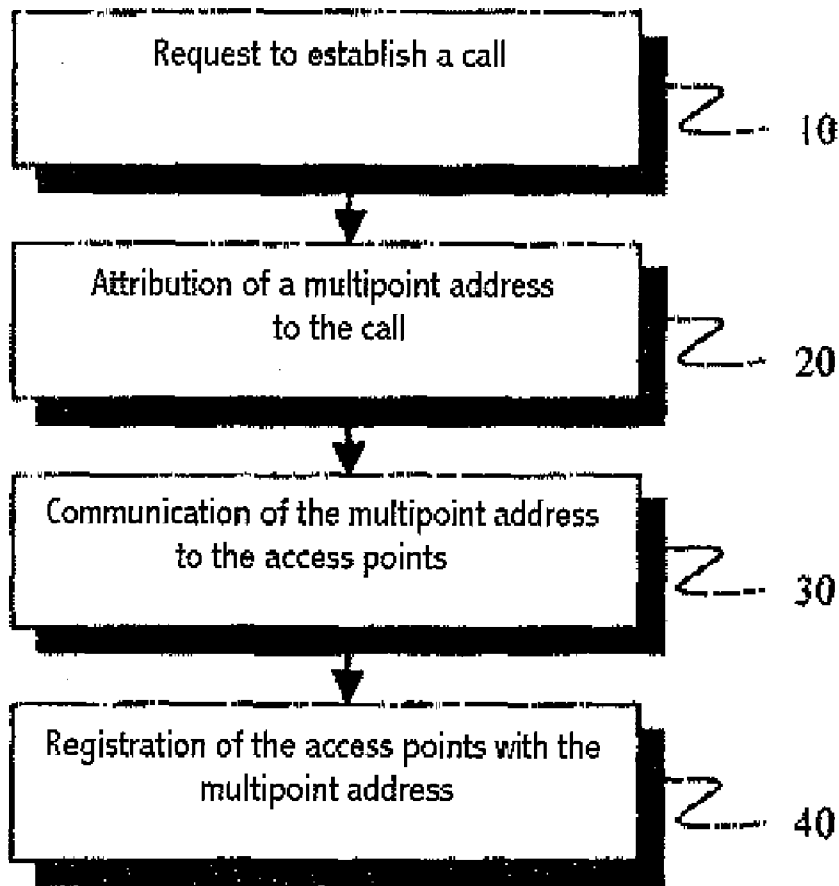 Request to establish a call
10
Attribution of a multipoint address
to the call
20
Communication of the multipoint address
to the access points
30
Registration of the access points with the
multipoint address
40